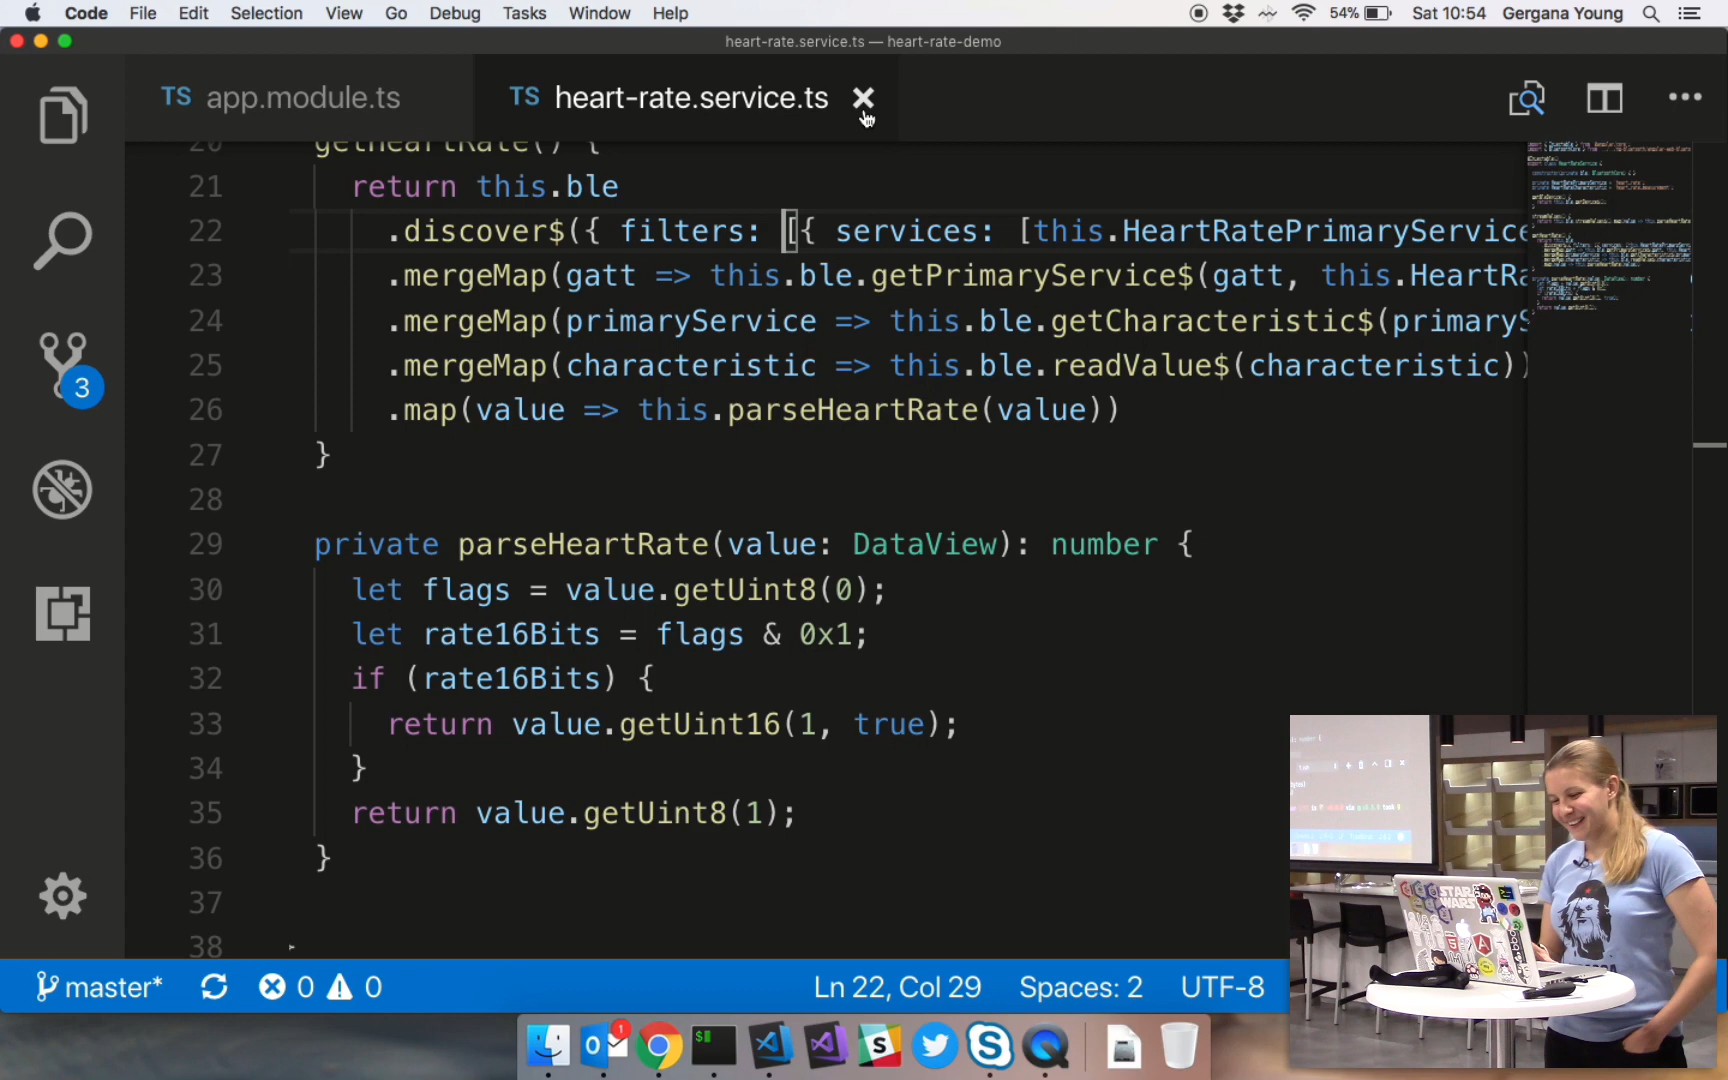 Code File Edit Selection View Go Debug Tasks Window Help 54% Sat 10:54 Gergana Young
heart-rate.service.ts — heart-rate-demo
TS app.module.ts TS heart-rate.service.ts
20 getHeartRate() {
21 return this.ble
22 .discover$({ filters: [{ services: [this.HeartRatePrimaryService
23 .mergeMap(gatt => this.ble.getPrimaryService$(gatt, this.HeartRa
24 .mergeMap(primaryService => this.ble.getCharacteristic$(primaryS
25 .mergeMap(characteristic => this.ble.readValue$(characteristic))
26 .map(value => this.parseHeartRate(value))
27 }
28
29 private parseHeartRate(value: DataView): number {
30 let flags = value.getUint8(0);
31 let rate16Bits = flags & 0x1;
32 if (rate16Bits) {
33 return value.getUint16(1, true);
34 }
35 return value.getUint8(1);
36 }
37
38
3
STAR
WARS
master* 0 0 Ln 22, Col 29 Spaces: 2 UTF-8
1